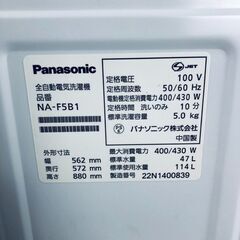 Panasonic
全自動電気洗濯機
品番
NA-F5B1
外形寸法
幅 562 mm
奥行 572 mm
高さ 880 mm
JET
定格電圧 100 V
定格周波数 50/60 Hz
電動機定格消費電力 400/430 W
定格時間 洗いのみ 10 分
標準洗濯容量 5.0 kg
パナソニック株式会社
中国製
最大消費電力 400/430 W
標準水量 47 L
標準使用水量 114 L
製造番号 22N1400839